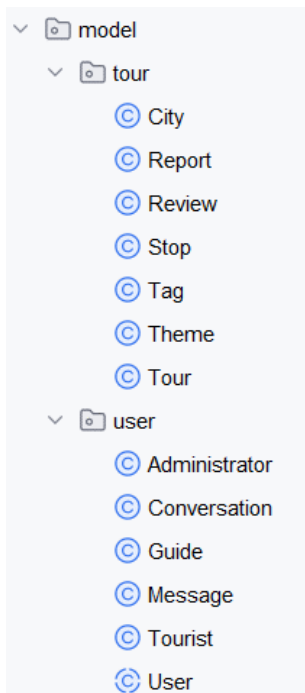 model
tour
City
Report
Review
Stop
Tag
Theme
Tour
user
Administrator
Conversation
Guide
Message
Tourist
User